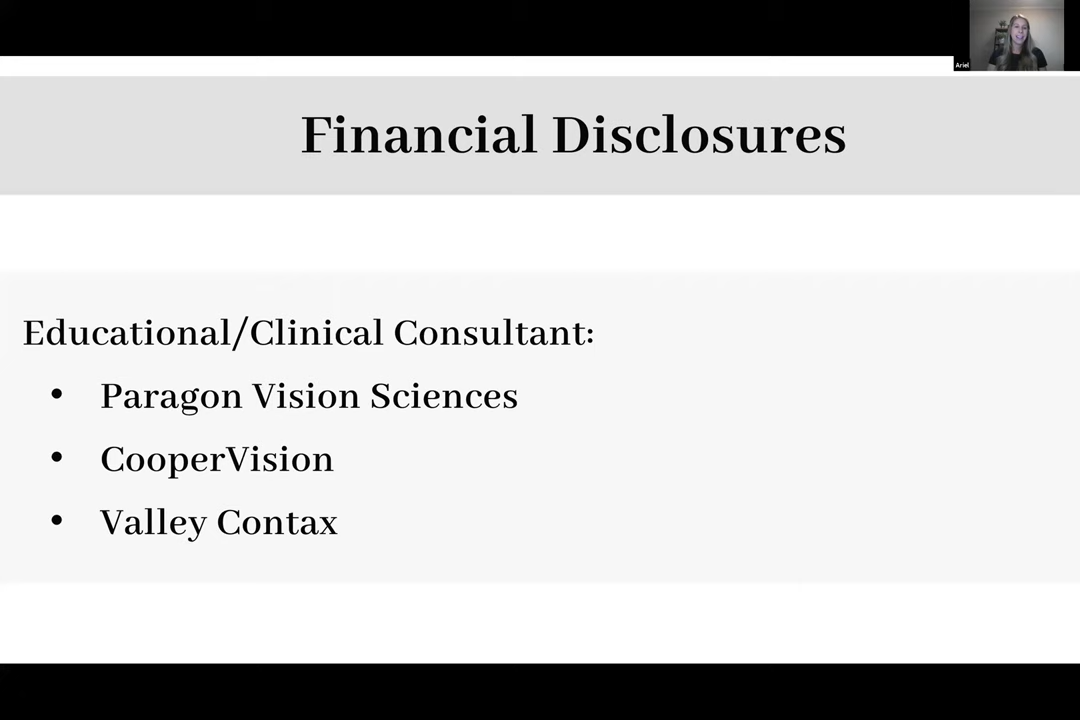 Ariel
Financial Disclosures
Educational/Clinical Consultant:
• Paragon Vision Sciences
• CooperVision
• Valley Contax